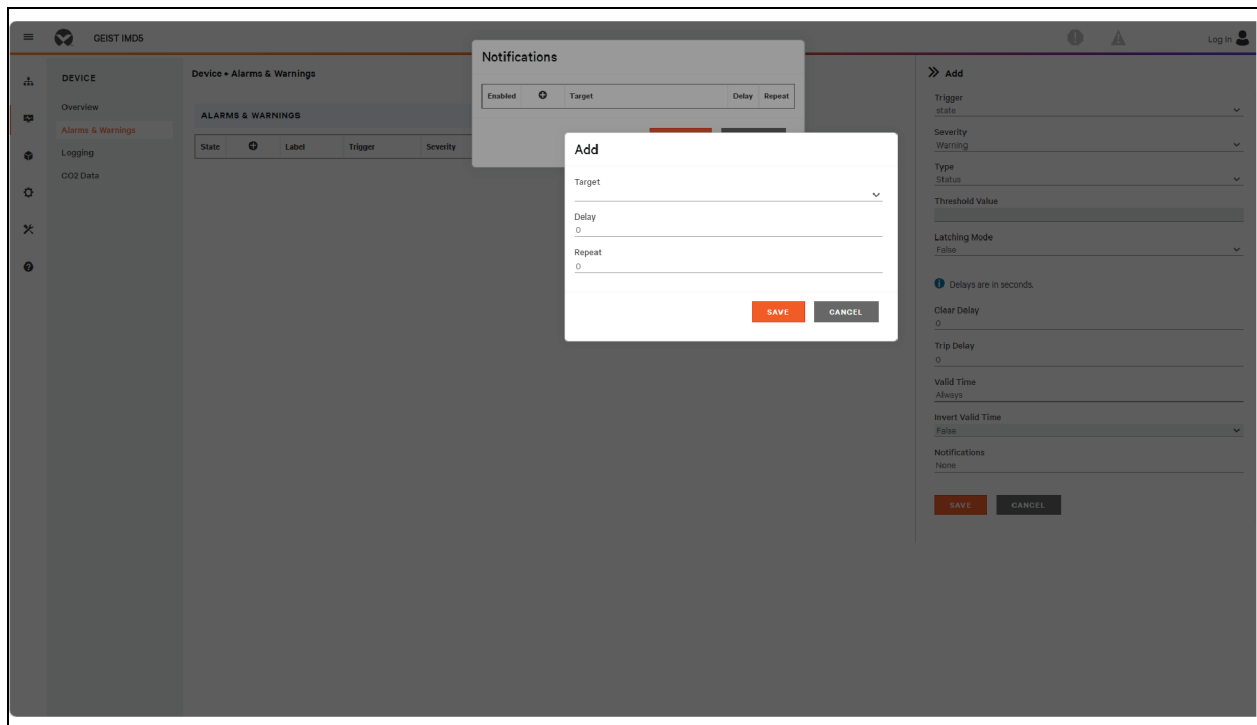 GEIST IMD5
Log In
DEVICE
Overview
Alarms & Warnings
Logging
CO2 Data
Device • Alarms & Warnings
ALARMS & WARNINGS
State Label Trigger Severity
Notifications
Enabled Target Delay Repeat
Add
Target
Delay
0
Repeat
0
SAVE CANCEL
Add
Trigger
state
Severity
Warning
Type
Status
Threshold Value
Latching Mode
False
Delays are in seconds.
Clear Delay
0
Trip Delay
0
Valid Time
Always
Invert Valid Time
False
Notifications
None
SAVE CANCEL